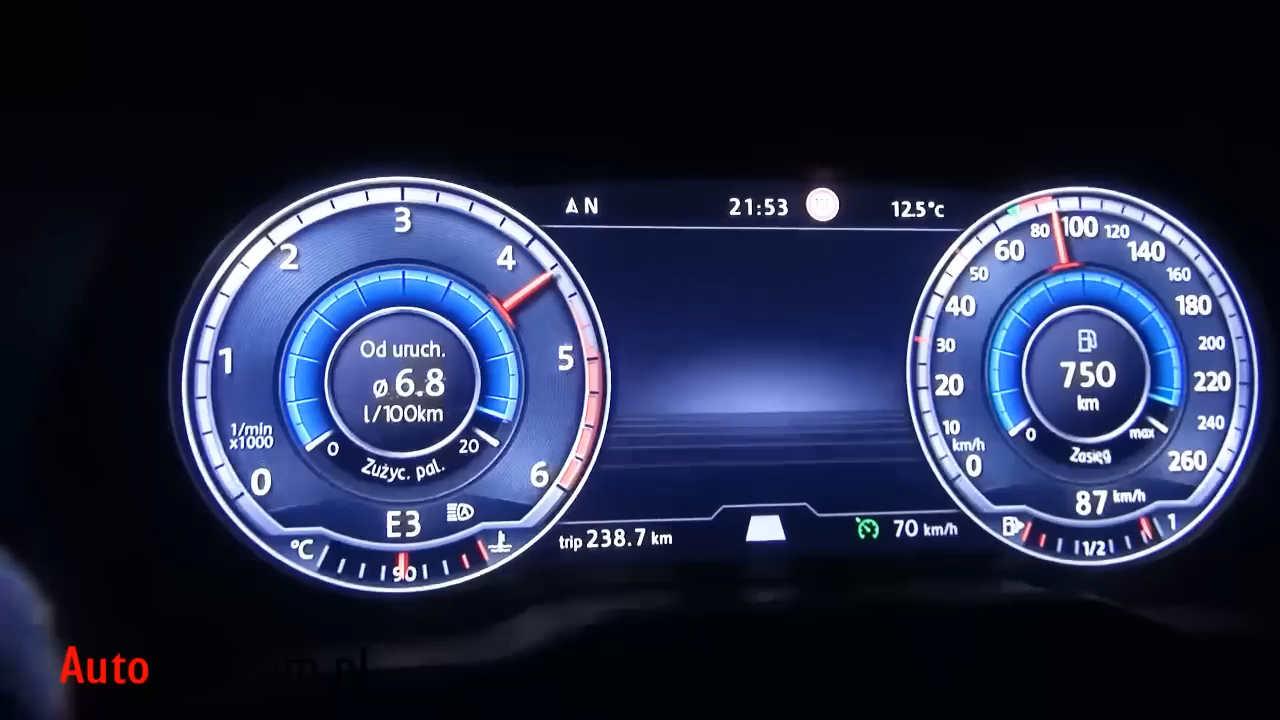 N
21:53
12.5°C
0
1
2
3
4
5
6
1/min
x1000
Od uruch.
ø 6.8
l/100km
0
20
Zużyc. pal.
E3
°C
90
trip 238.7 km
70 km/h
0
10
20
30
40
50
60
80
100
120
140
160
180
200
220
240
260
km/h
750
km
0
max
Zasięg
87 km/h
1/2
1
Auto